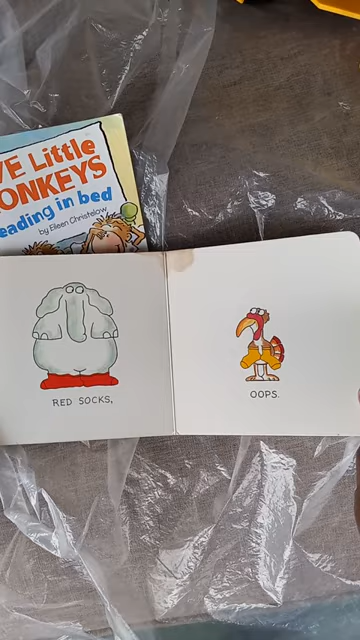 VE Little
ONKEYS
eading in bed
by Eileen Christelow
RED SOCKS,
OOPS.